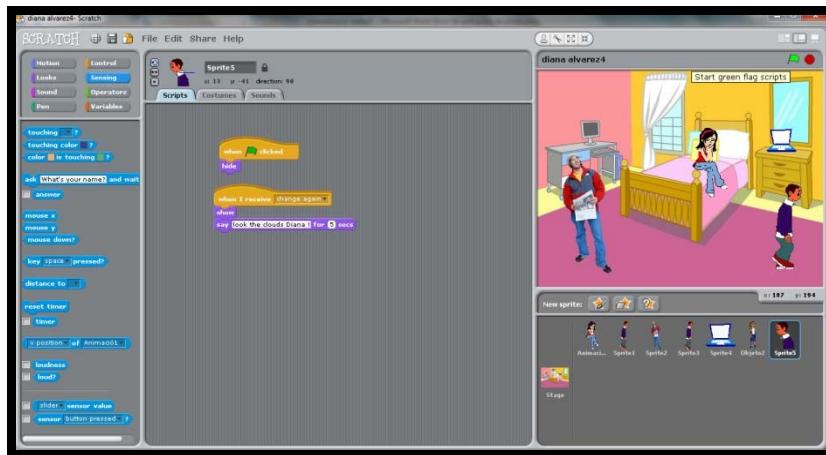 diana alvarez4- Scratch
SCRATCH File Edit Share Help
Motion Control
Looks Sensing
Sound Operators
Pen Variables
touching ?
touching color ?
color is touching ?
ask What's your name? and wait
answer
mouse x
mouse y
mouse down?
key space pressed?
distance to
reset timer
timer
x position of Animació1
loudness
loud?
slider sensor value
sensor button pressed ?
Sprite5
x: 13 y: -41 direction: 90
Scripts Costumes Sounds
when clicked
hide
when I receive change again
show
say look the clouds Diana ! for 5 secs
diana alvarez4
Start green flag scripts
x: 187 y: 194
New sprite:
Animaci... Sprite1 Sprite2 Sprite3 Sprite4 Objeto2 Sprite5
Stage